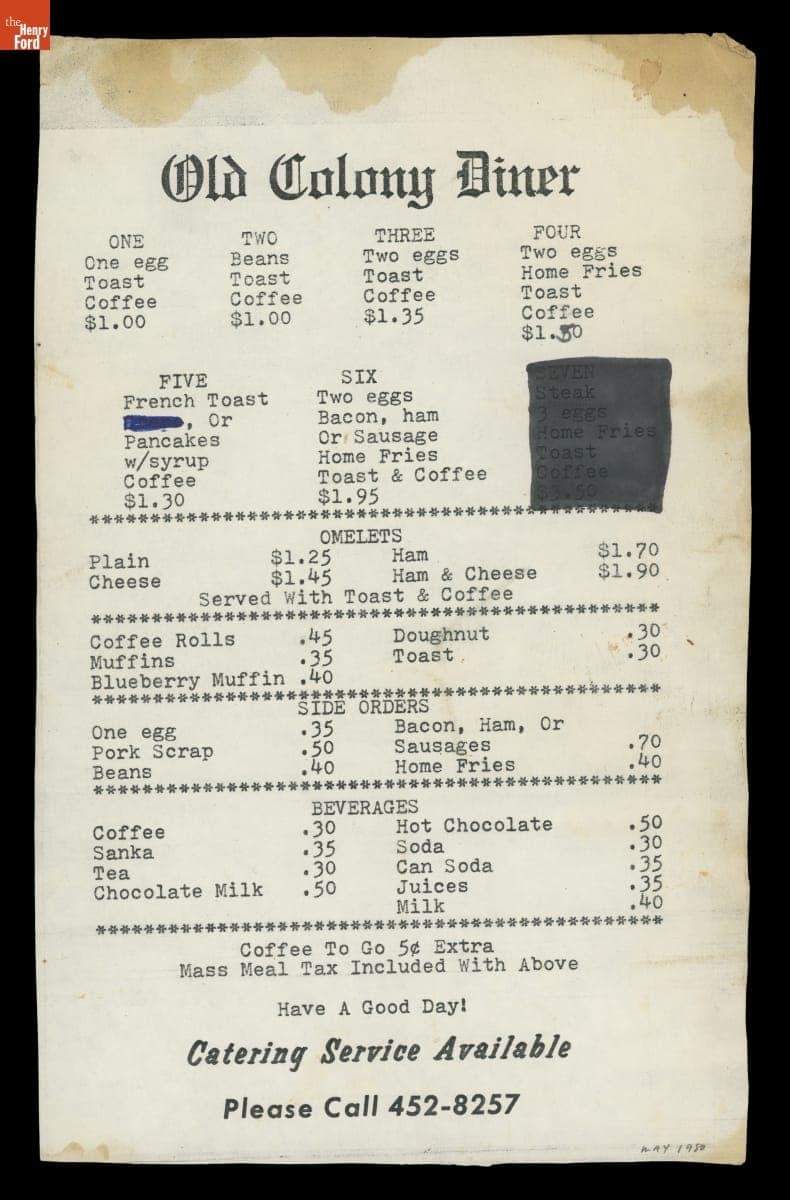 the Henry Ford
Old Colony Diner
ONE
One egg
Toast
Coffee
$1.00
TWO
Beans
Toast
Coffee
$1.00
THREE
Two eggs
Toast
Coffee
$1.35
FOUR
Two eggs
Home Fries
Toast
Coffee
$1.50
FIVE
French Toast
, Or
Pancakes
w/syrup
Coffee
$1.30
SIX
Two eggs
Bacon, ham
Or Sausage
Home Fries
Toast & Coffee
$1.95
SEVEN
Steak
3 eggs
Home Fries
Toast
Coffee
$3.50
*******************************************************
OMELETS
Plain $1.25 Ham $1.70
Cheese $1.45 Ham & Cheese $1.90
Served With Toast & Coffee
*******************************************************
Coffee Rolls .45 Doughnut .30
Muffins .35 Toast .30
Blueberry Muffin .40
*******************************************************
SIDE ORDERS
One egg .35 Bacon, Ham, Or
Pork Scrap .50 Sausages .70
Beans .40 Home Fries .40
*******************************************************
BEVERAGES
Coffee .30 Hot Chocolate .50
Sanka .35 Soda .30
Tea .30 Can Soda .35
Chocolate Milk .50 Juices .35
Milk .40
*******************************************************
Coffee To Go 5¢ Extra
Mass Meal Tax Included With Above
Have A Good Day!
Catering Service Available
Please Call 452-8257
MAY 1980